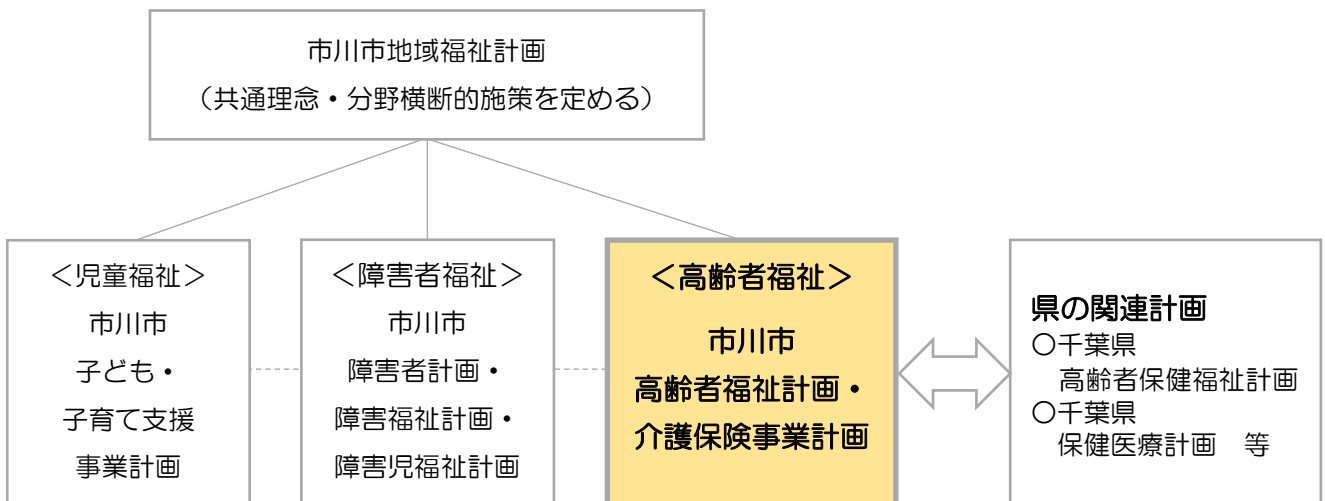 市川市地域福祉計画
（共通理念・分野横断的施策を定める）
＜児童福祉＞
市川市
子ども・
子育て支援
事業計画
＜障害者福祉＞
市川市
障害者計画・
障害福祉計画・
障害児福祉計画
＜高齢者福祉＞
市川市
高齢者福祉計画・
介護保険事業計画
県の関連計画
○千葉県
高齢者保健福祉計画
○千葉県
保健医療計画　等